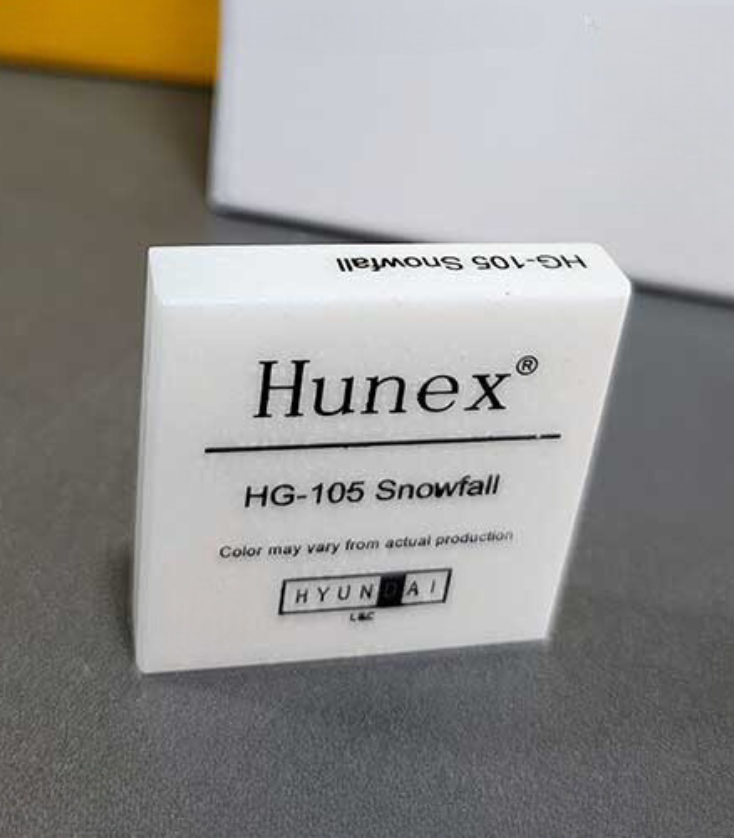 HG-105 Snowfall
Hunex®
HG-105 Snowfall
Color may vary from actual production
HYUNDAI
L&C